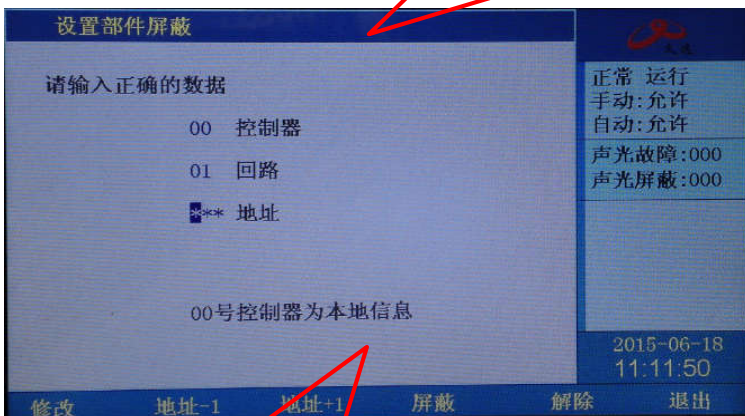 设置部件屏蔽
请输入正确的数据
00 控制器
01 回路
*** 地址
00号控制器为本地信息
正常 运行
手动:允许
自动:允许
声光故障:000
声光屏蔽:000
2015-06-18
11:11:50
修改 地址-1 地址+1 屏蔽 解除 退出